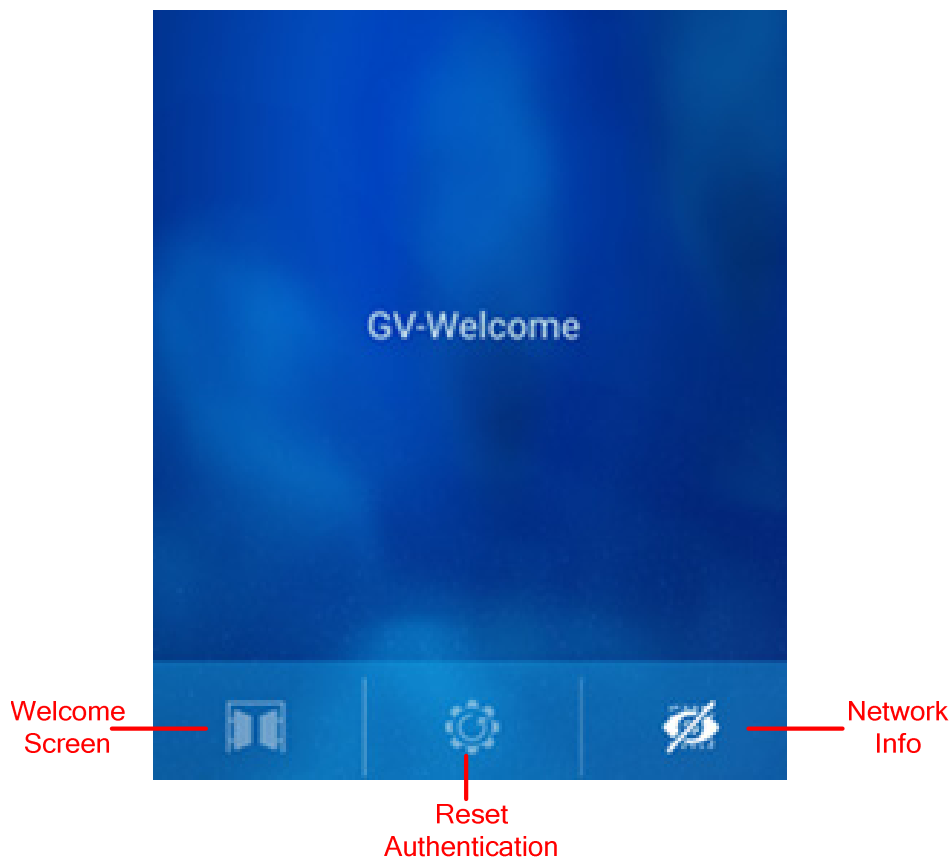 GV-Welcome
Welcome
Screen
Reset
Authentication
Network
Info